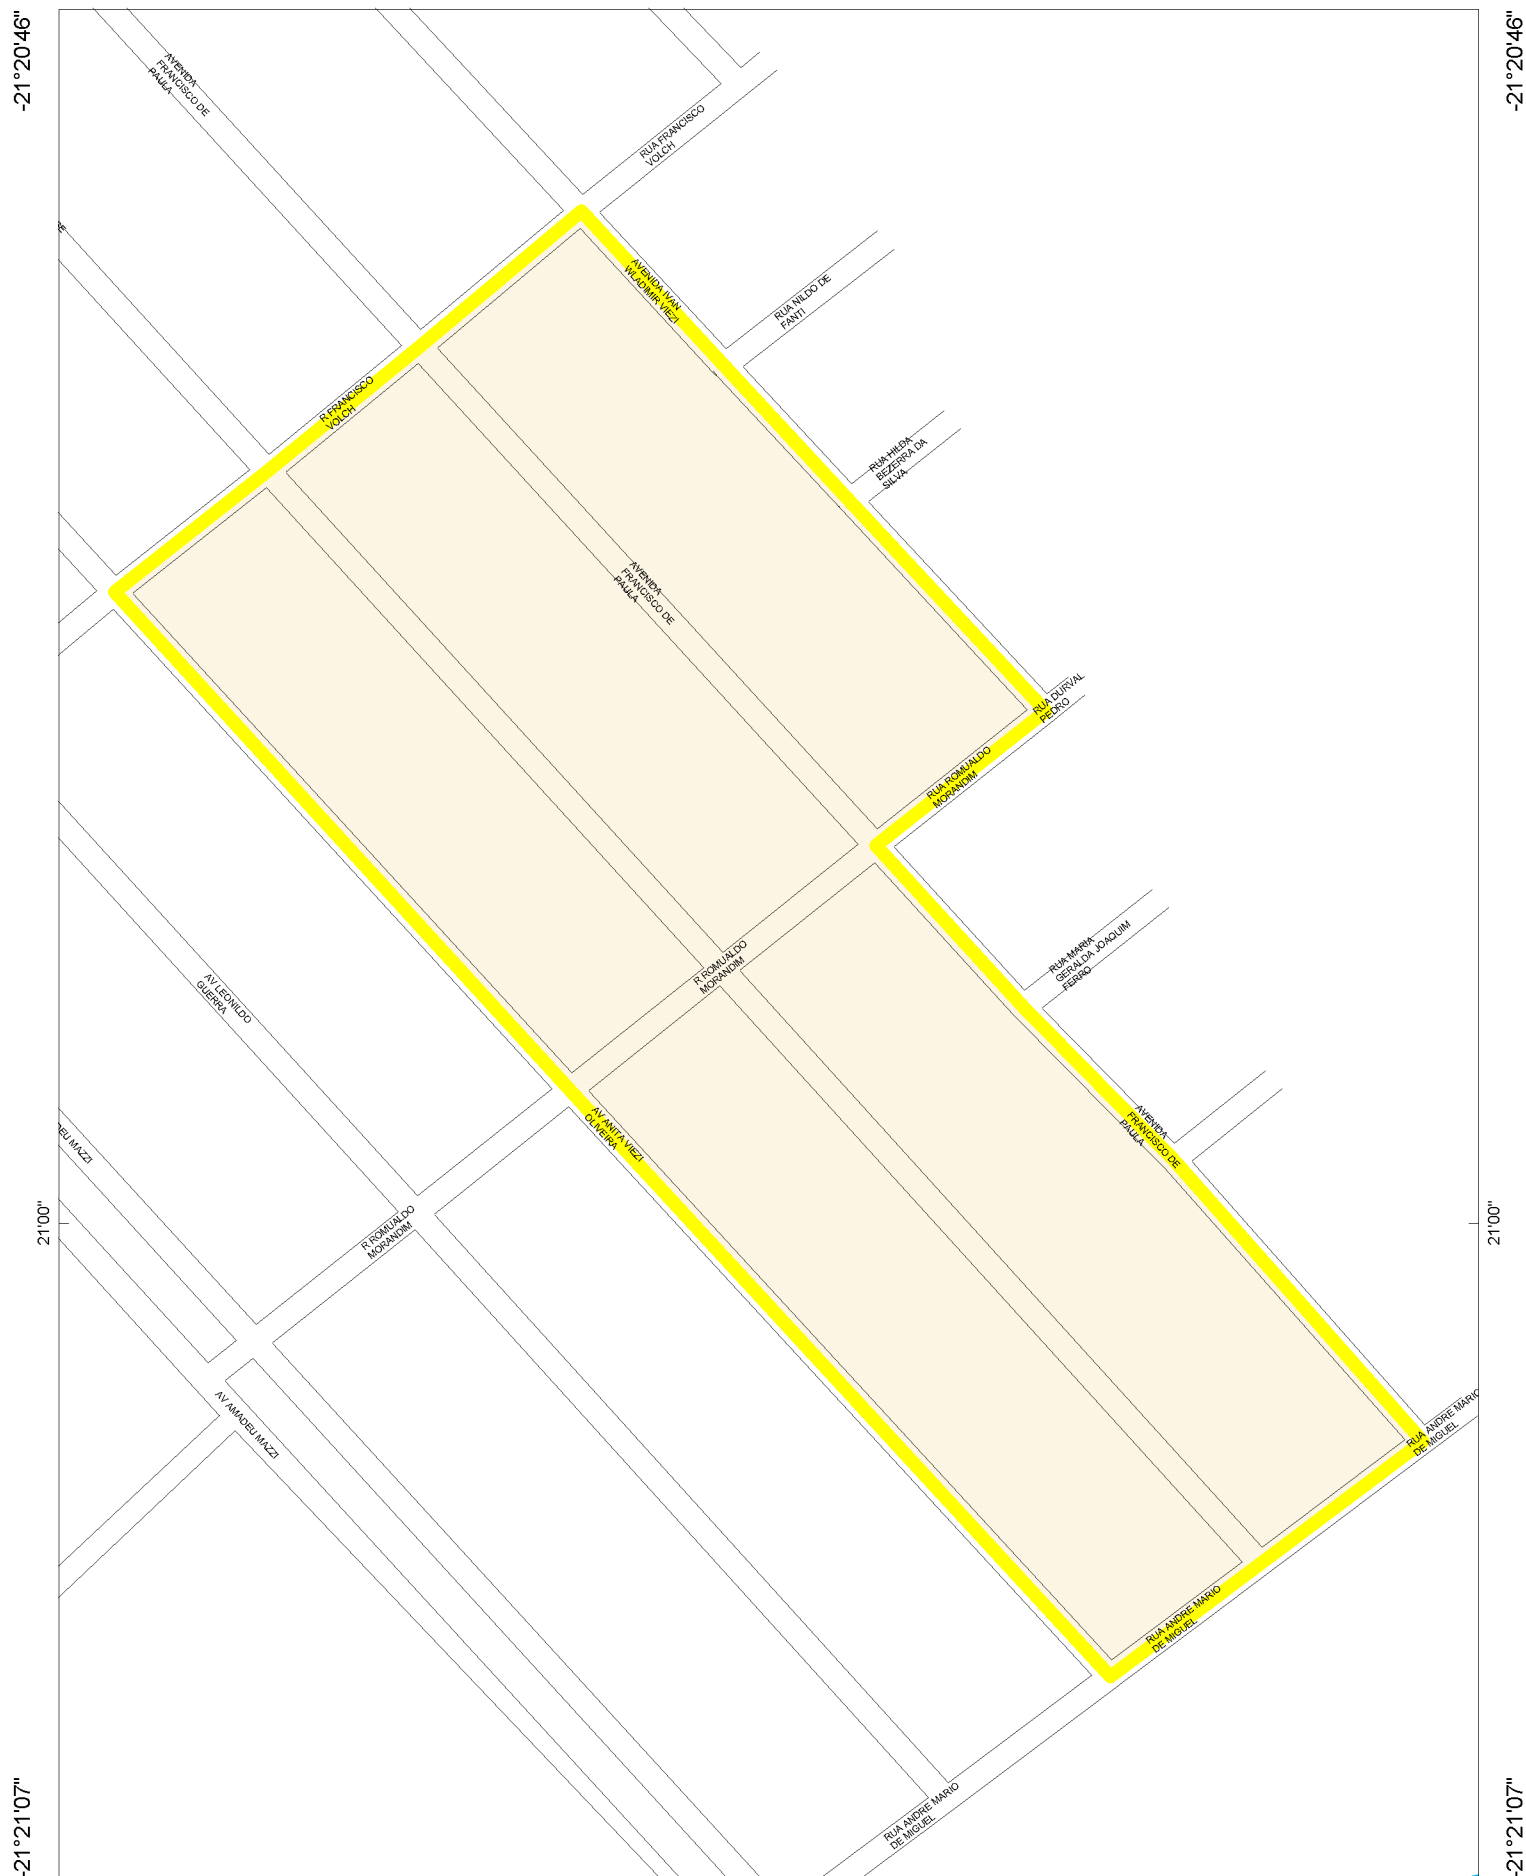 -21°20'46"
-21°20'46"
AVENIDA
FRANCISCO DE
PAULA
RUA FRANCISCO
VOLCH
DE
AVENIDA IVAN
WLADIMIR VIEZI
RUA NILDO DE
FANTI
R FRANCISCO
VOLCH
RUA HILDA
BEZERRA DA
SILVA
AVENIDA
FRANCISCO DE
PAULA
RUA DURVAL
PEDRO
RUA ROMUALDO
MORANDIM
R ROMUALDO
MORANDIM
RUA MARIA
GERALDA JOAQUIM
FERRO
AV LEONILDO
GUERRA
AV ANITA VIEZI
OLIVEIRA
AVENIDA
FRANCISCO DE
PAULA
DEU MAZZI
21'00"
21'00"
R ROMUALDO
MORANDIM
AV AMADEU MAZZI
RUA ANDRE MARIO
DE MIGUEL
RUA ANDRE MARIO
DE MIGUEL
RUA ANDRE MARIO
DE MIGUEL
-21°21'07"
-21°21'07"